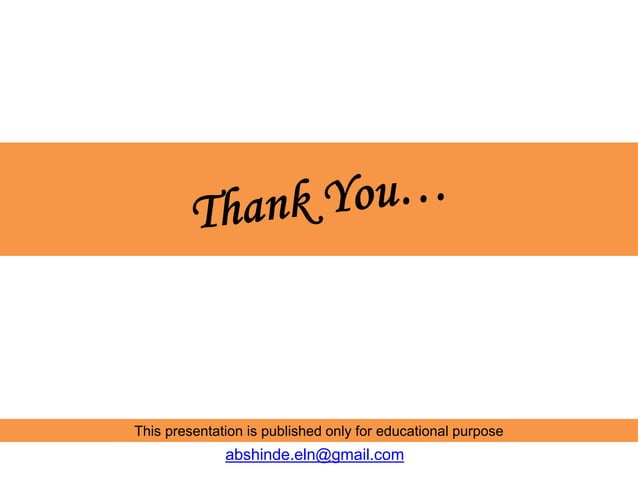 Thank You…
This presentation is published only for educational purpose
abshinde.eln@gmail.com